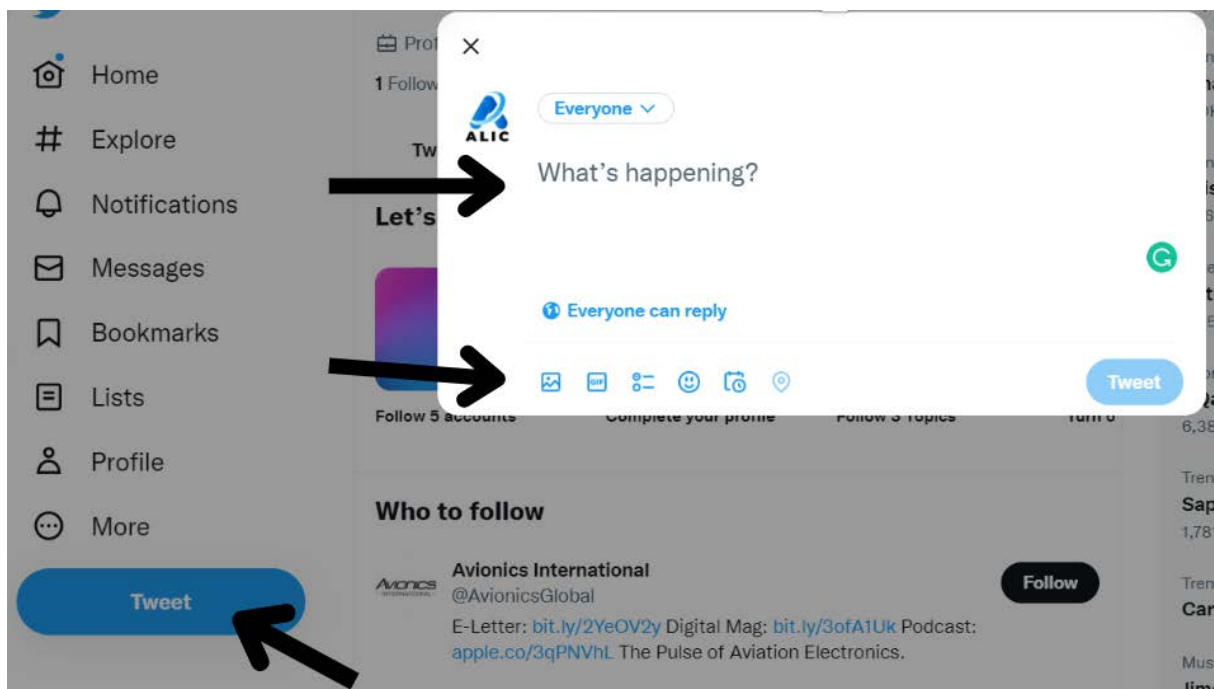 Home
Explore
Notifications
Messages
Bookmarks
Lists
Profile
More
Tweet
1 Follow
Let's
Follow 5 accounts
Complete your profile
Follow 3 Topics
ALIC
Everyone
What's happening?
Everyone can reply
GIF
Tweet
Who to follow
AVIONICS
Avionics International
@AvionicsGlobal
Follow
E-Letter: bit.ly/2YeOV2y Digital Mag: bit.ly/3ofA1Uk Podcast:
apple.co/3qPNVhL The Pulse of Aviation Electronics.